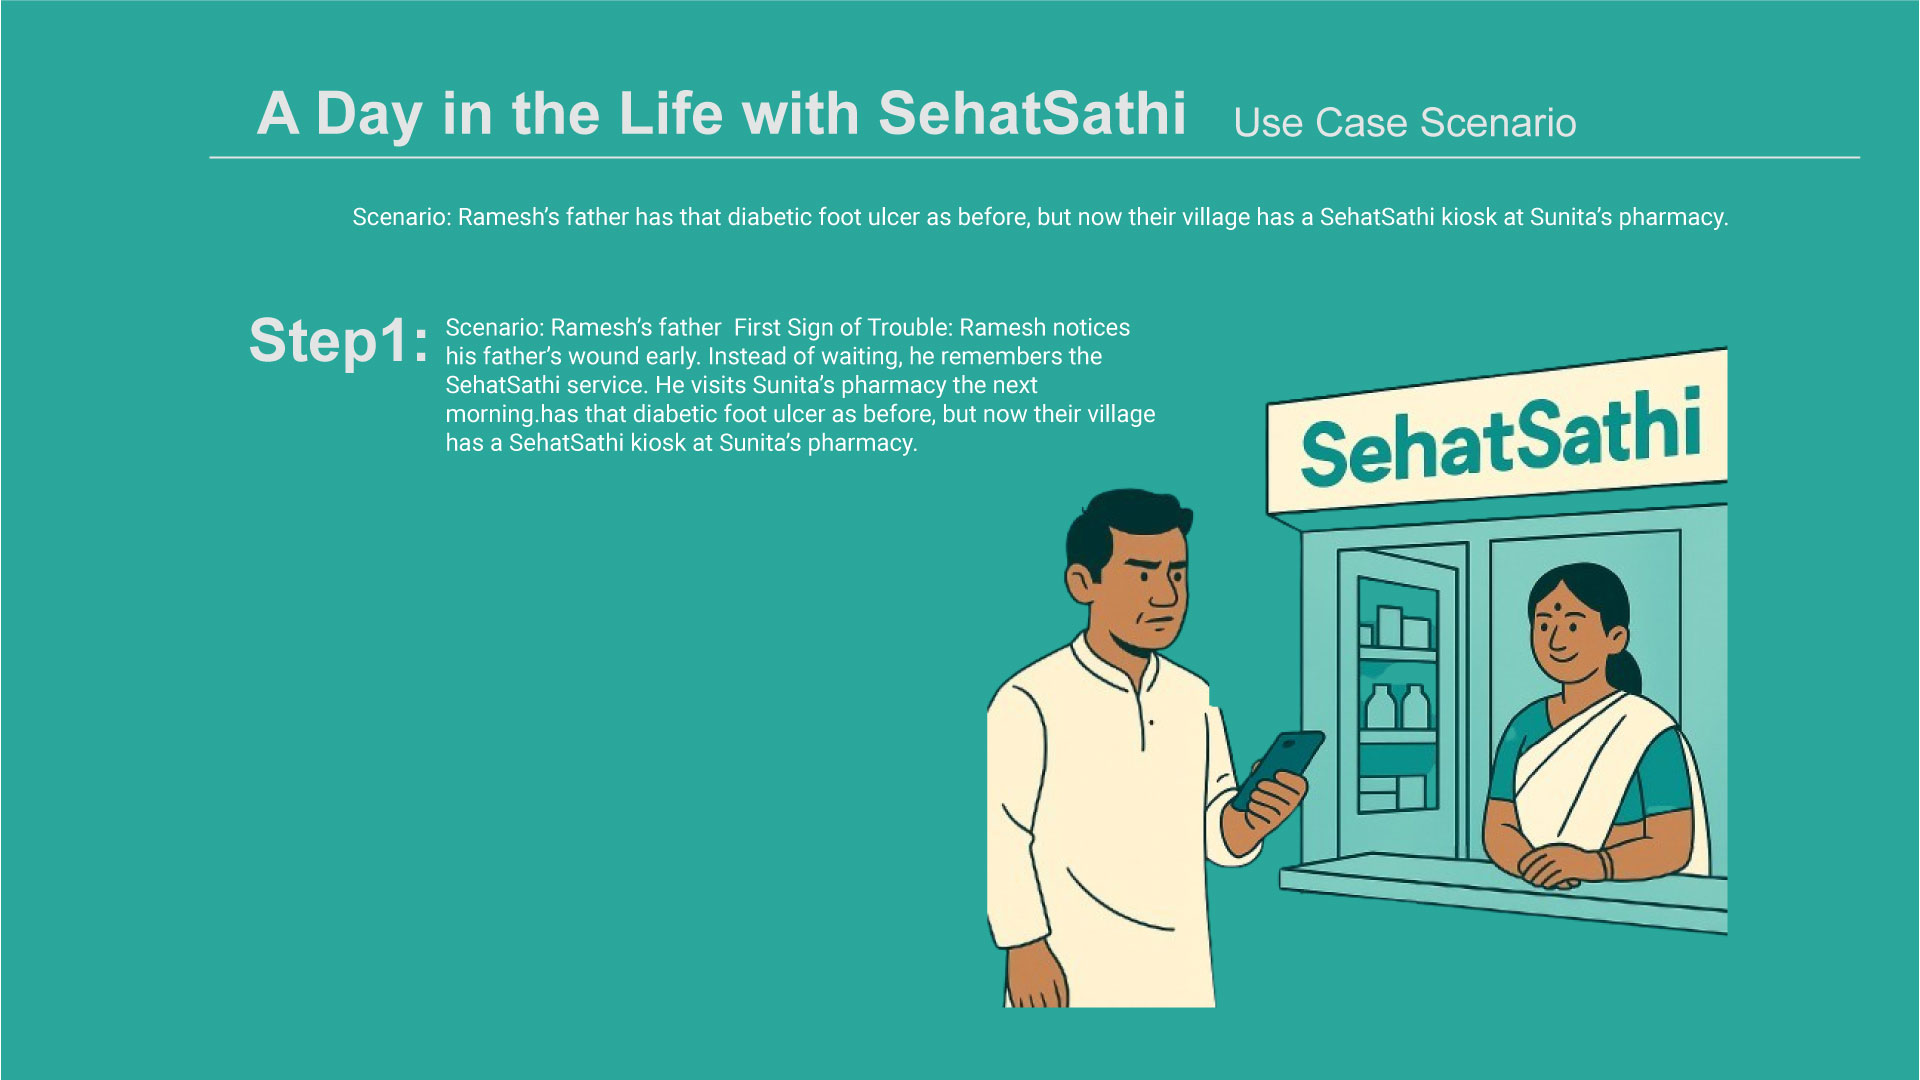 A Day in the Life with SehatSathi Use Case Scenario
Scenario: Ramesh’s father has that diabetic foot ulcer as before, but now their village has a SehatSathi kiosk at Sunita’s pharmacy.
Step1:
Scenario: Ramesh’s father  First Sign of Trouble: Ramesh notices
his father’s wound early. Instead of waiting, he remembers the
SehatSathi service. He visits Sunita’s pharmacy the next
morning.has that diabetic foot ulcer as before, but now their village
has a SehatSathi kiosk at Sunita’s pharmacy.
SehatSathi